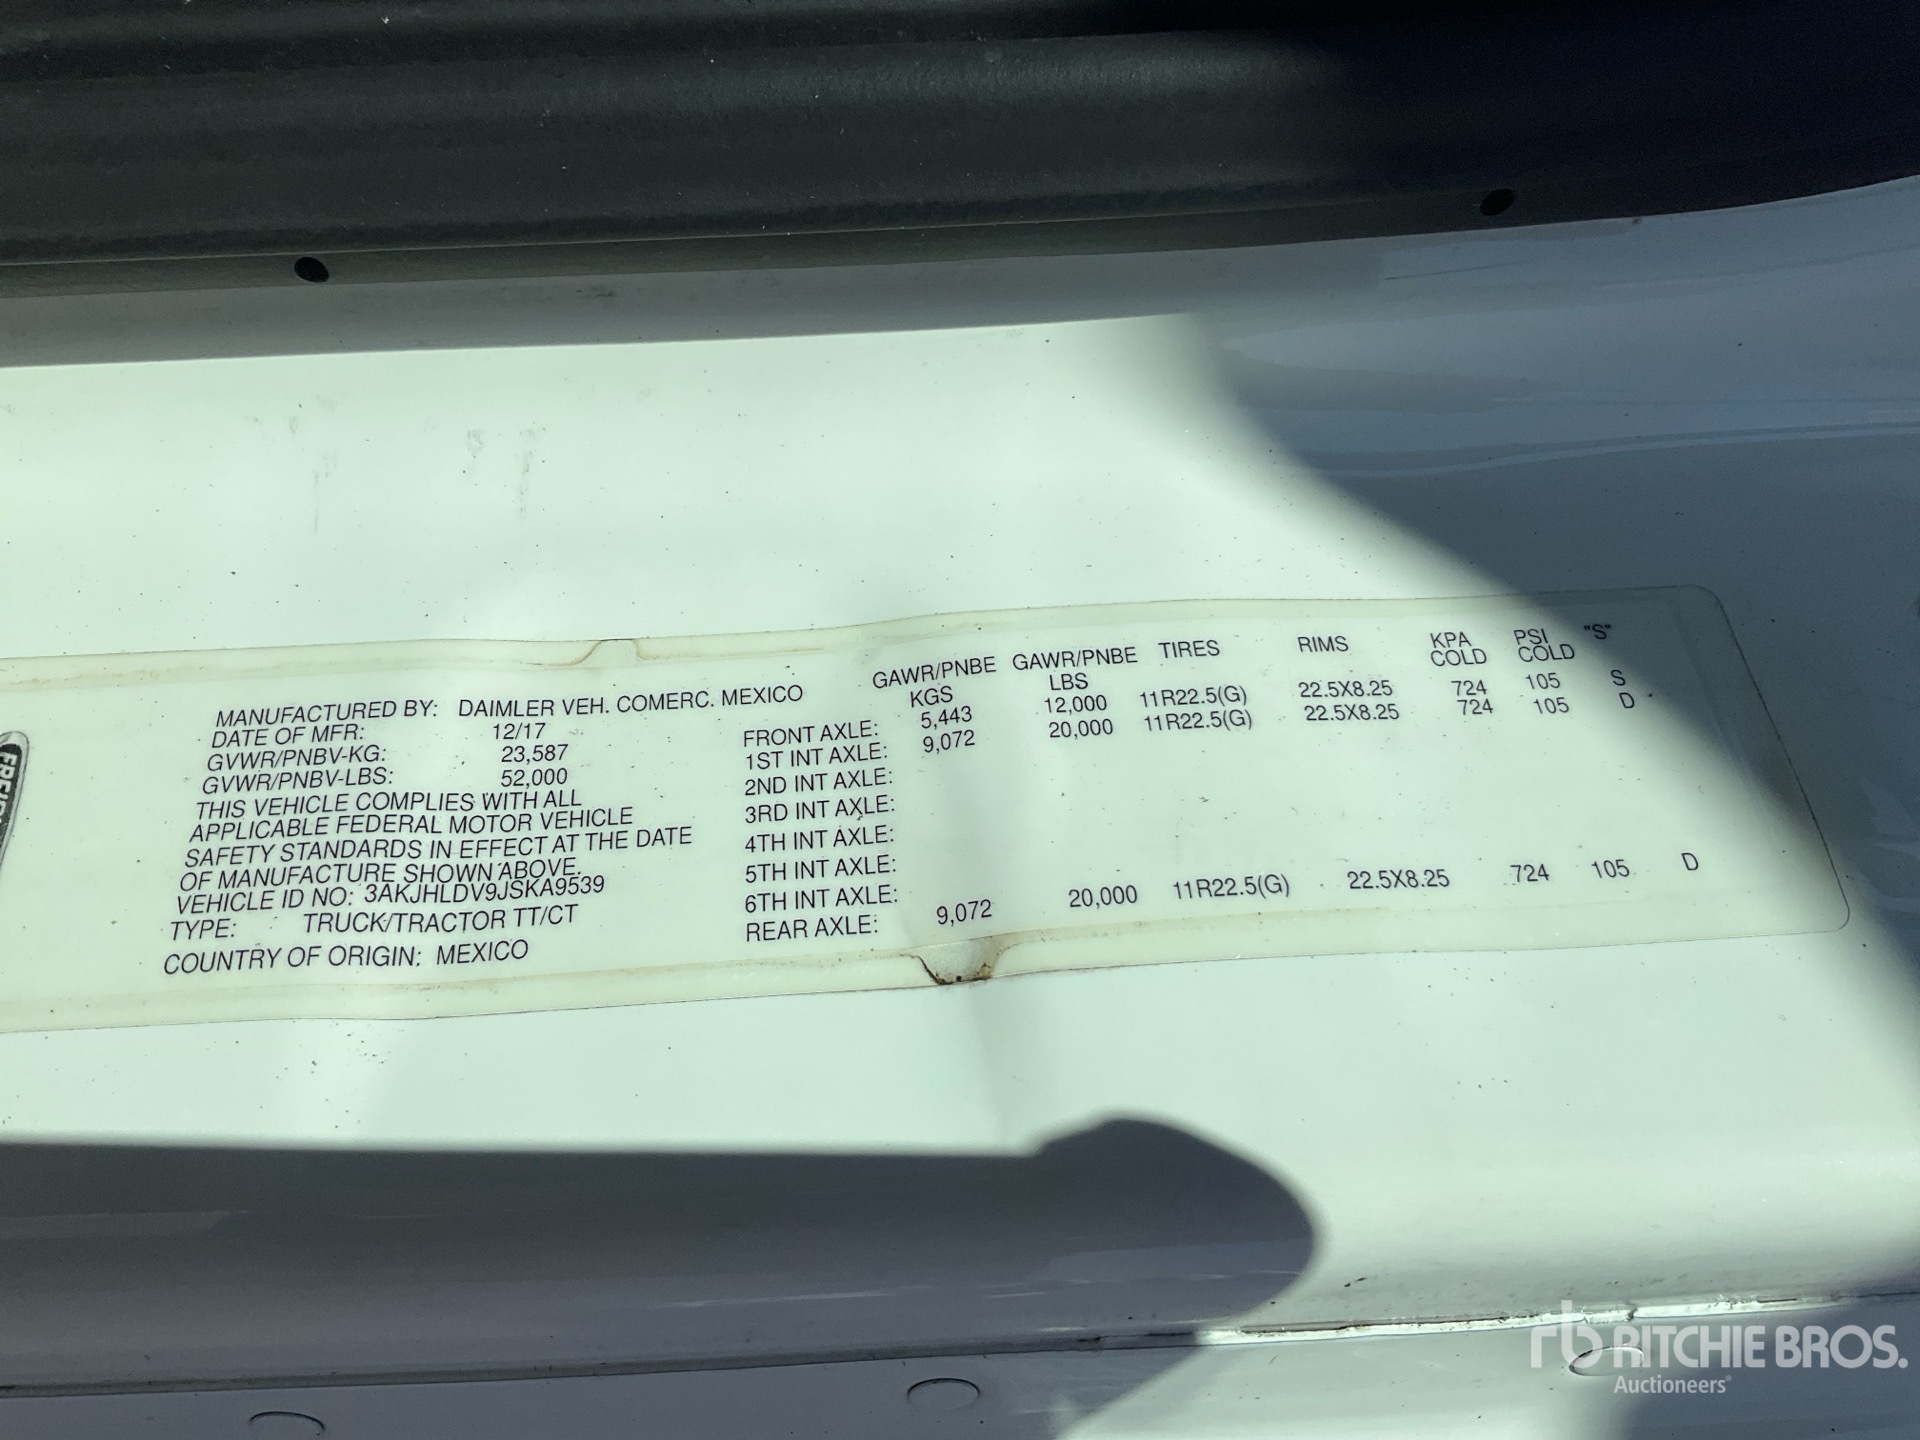 MANUFACTURED BY: DAIMLER VEH. COMERC. MEXICO
DATE OF MFR: 12/17
GVWR/PNBV-KG: 23,587
GVWR/PNBV-LBS: 52,000
THIS VEHICLE COMPLIES WITH ALL
APPLICABLE FEDERAL MOTOR VEHICLE
SAFETY STANDARDS IN EFFECT AT THE DATE
OF MANUFACTURE SHOWN ABOVE.
VEHICLE ID NO: 3AKJHLDV9JSKA9539
TYPE: TRUCK/TRACTOR TT/CT
COUNTRY OF ORIGIN: MEXICO
GAWR/PNBE GAWR/PNBE TIRES RIMS KPA PSI "S"
KGS LBS COLD COLD
FRONT AXLE: 5,443 12,000 11R22.5(G) 22.5X8.25 724 105 S
1ST INT AXLE: 9,072 20,000 11R22.5(G) 22.5X8.25 724 105 D
2ND INT AXLE:
3RD INT AXLE:
4TH INT AXLE:
5TH INT AXLE:
6TH INT AXLE:
REAR AXLE: 9,072 20,000 11R22.5(G) 22.5X8.25 724 105 D
rb RITCHIE BROS.
Auctioneers